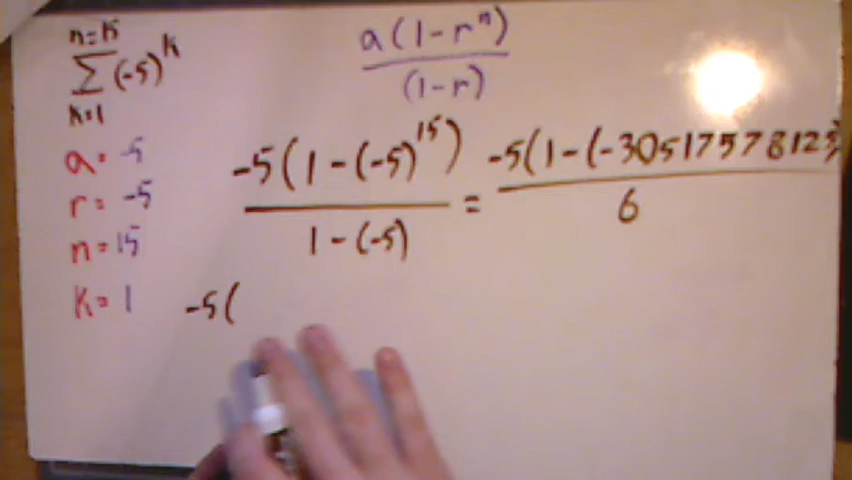 n=15
∑(-5)^k
k=1
a(1-r^n)
(1-r)
a= -5
r= -5
n=15
k=1
-5(1-(-5)^15)
1-(-5)
=
-5(1-(-30517578125)
6
-5(